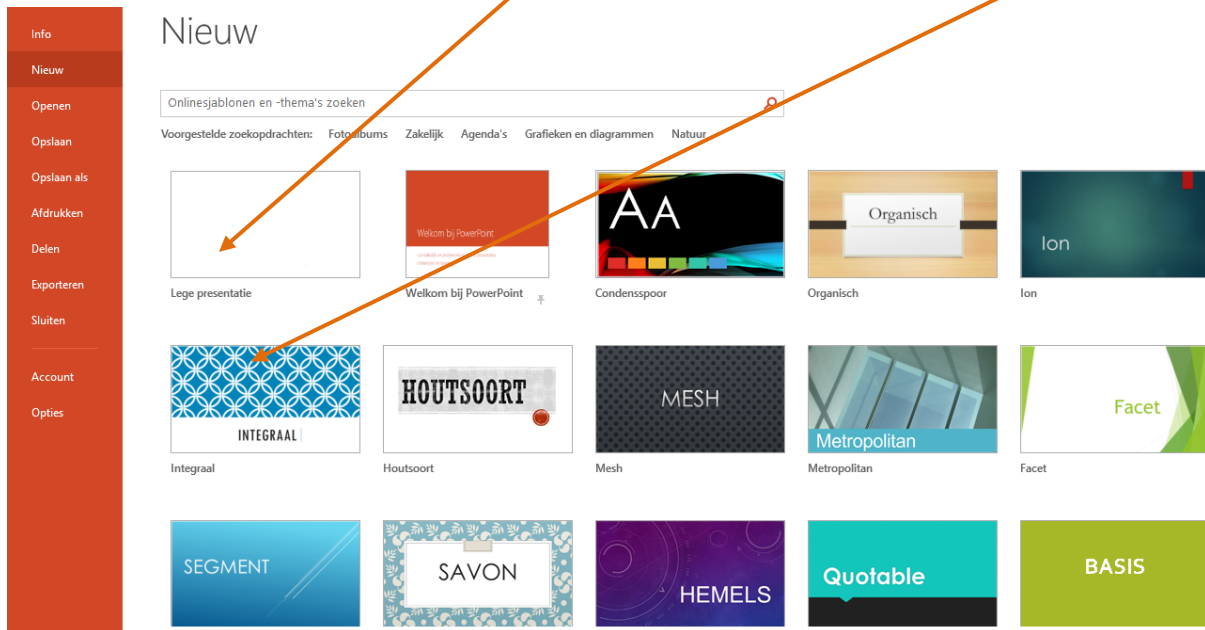 Info
Nieuw
Openen
Opslaan
Opslaan als
Afdrukken
Delen
Exporteren
Sluiten
Account
Opties
Nieuw
Onlinesjablonen en -thema's zoeken
Voorgestelde zoekopdrachten: Fotoalbums Zakelijk Agenda's Grafieken en diagrammen Natuur
Welkom bij PowerPoint
AA
Organisch
Ion
Lege presentatie
Welkom bij PowerPoint
Condensspoor
Organisch
Ion
INTEGRAAL
HOUTSOORT
MESH
Metropolitan
Facet
Integraal
Houtsoort
Mesh
Metropolitan
Facet
SEGMENT
SAVON
HEMELS
Quotable
BASIS